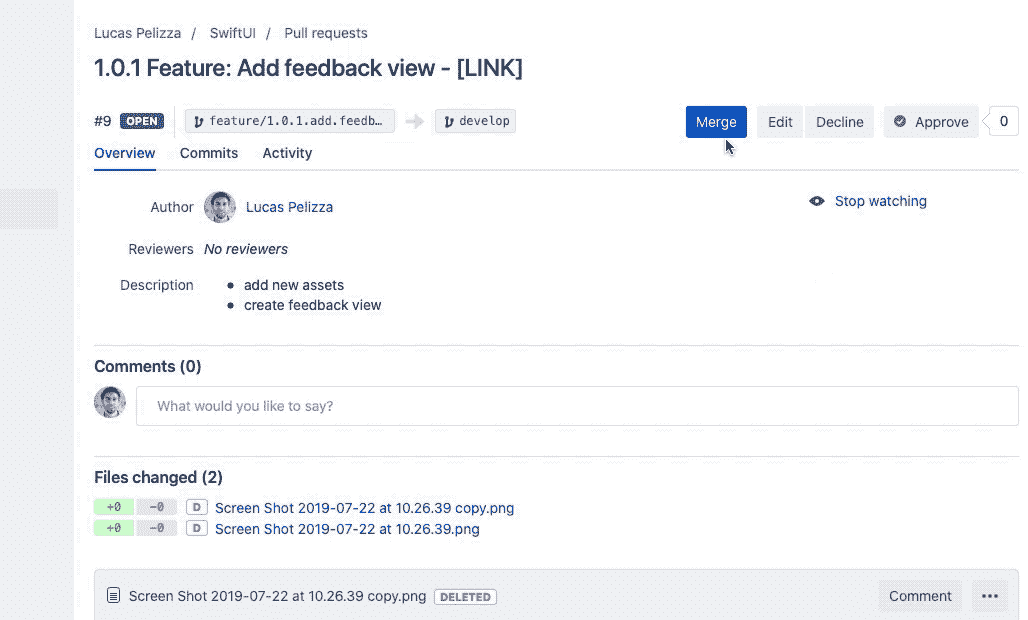 Lucas Pelizza / SwiftUI / Pull requests
1.0.1 Feature: Add feedback view - [LINK]
#9 OPEN feature/1.0.1.add.feedb… develop Merge Edit Decline Approve 0
Overview Commits Activity
Author Lucas Pelizza Stop watching
Reviewers No reviewers
Description • add new assets
• create feedback view
Comments (0)
What would you like to say?
Files changed (2)
+0 -0 D Screen Shot 2019-07-22 at 10.26.39 copy.png
+0 -0 D Screen Shot 2019-07-22 at 10.26.39.png
Screen Shot 2019-07-22 at 10.26.39 copy.png DELETED Comment •••